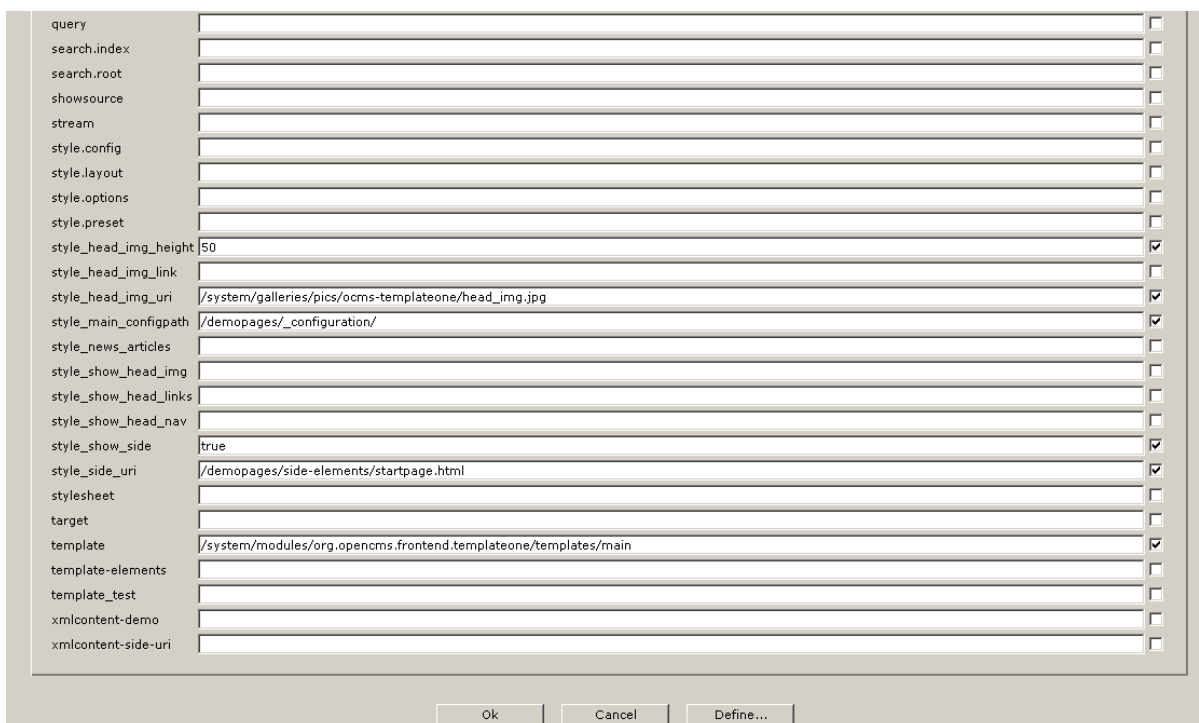 query
search.index
search.root
showsource
stream
style.config
style.layout
style.options
style.preset
style_head_img_height 50
style_head_img_link
style_head_img_uri /system/galleries/pics/ocms-templateone/head_img.jpg
style_main_configpath /demopages/_configuration/
style_news_articles
style_show_head_img
style_show_head_links
style_show_head_nav
style_show_side true
style_side_uri /demopages/side-elements/startpage.html
stylesheet
target
template /system/modules/org.opencms.frontend.templateone/templates/main
template-elements
template_test
xmlcontent-demo
xmlcontent-side-uri
Ok Cancel Define...